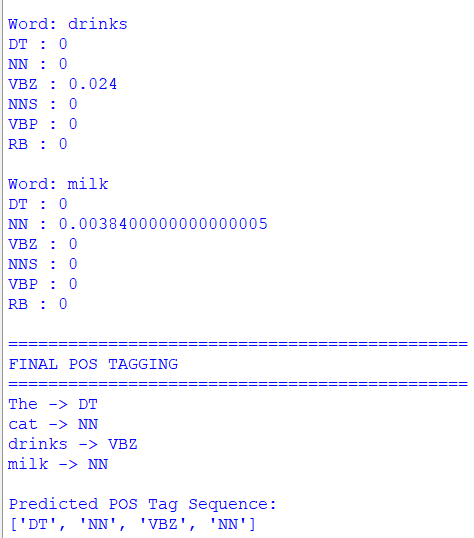 Word: drinks
DT : 0
NN : 0
VBZ : 0.024
NNS : 0
VBP : 0
RB : 0
Word: milk
DT : 0
NN : 0.0038400000000000005
VBZ : 0
NNS : 0
VBP : 0
RB : 0
==============================================
FINAL POS TAGGING
==============================================
The -> DT
cat -> NN
drinks -> VBZ
milk -> NN
Predicted POS Tag Sequence:
['DT', 'NN', 'VBZ', 'NN']